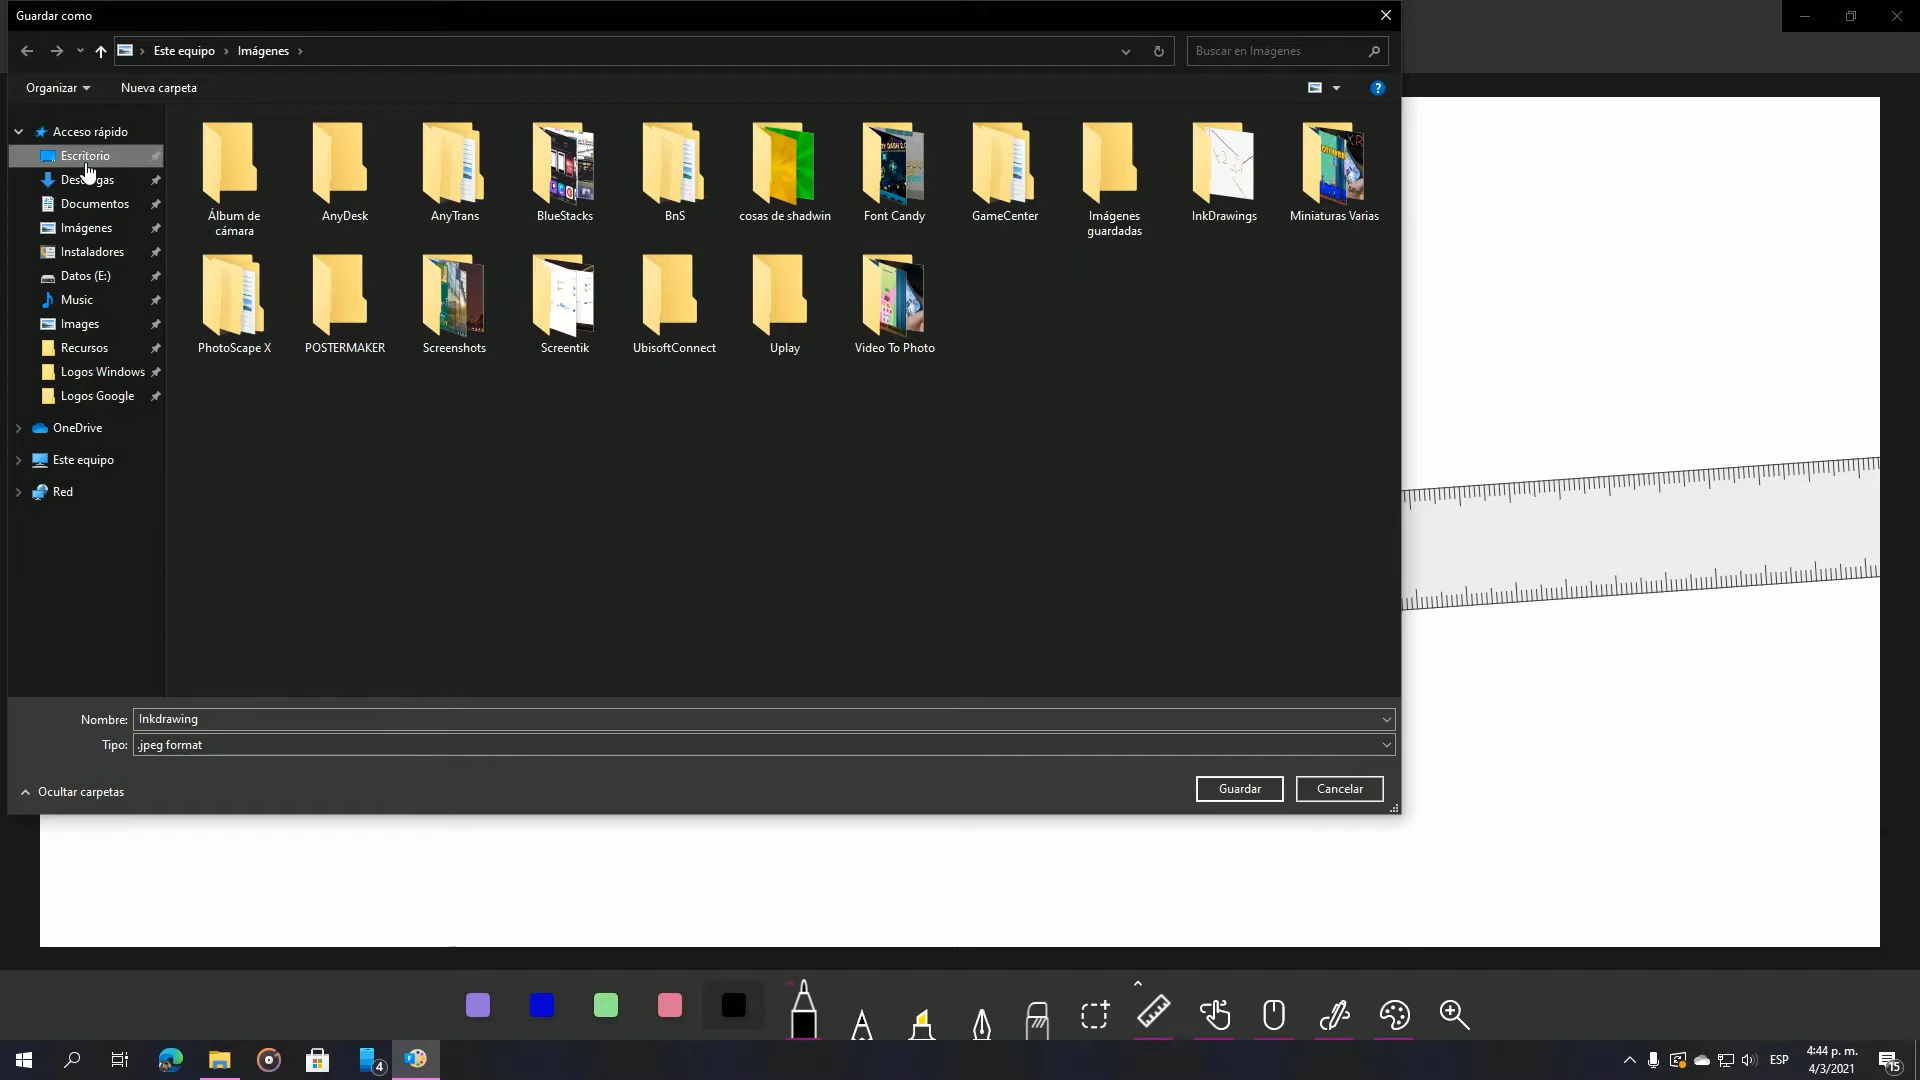 Guardar como
Este equipo
Imágenes
Buscar en Imágenes
Organizar
Nueva carpeta
Acceso rápido
Escritorio
Descargas
Documentos
Imágenes
Instaladores
Datos (E:)
Music
Images
Recursos
Logos Windows
Logos Google
OneDrive
Este equipo
Red
Álbum de
cámara
AnyDesk
AnyTrans
BlueStacks
BnS
cosas de shadwin
Font Candy
GameCenter
Imágenes
guardadas
InkDrawings
Miniaturas Varias
PhotoScape X
POSTERMAKER
Screenshots
Screentik
UbisoftConnect
Uplay
Video To Photo
Nombre: Inkdrawing
Tipo: .jpeg format
Ocultar carpetas
Guardar
Cancelar
4
ESP
4:44 p. m.
4/3/2021
15